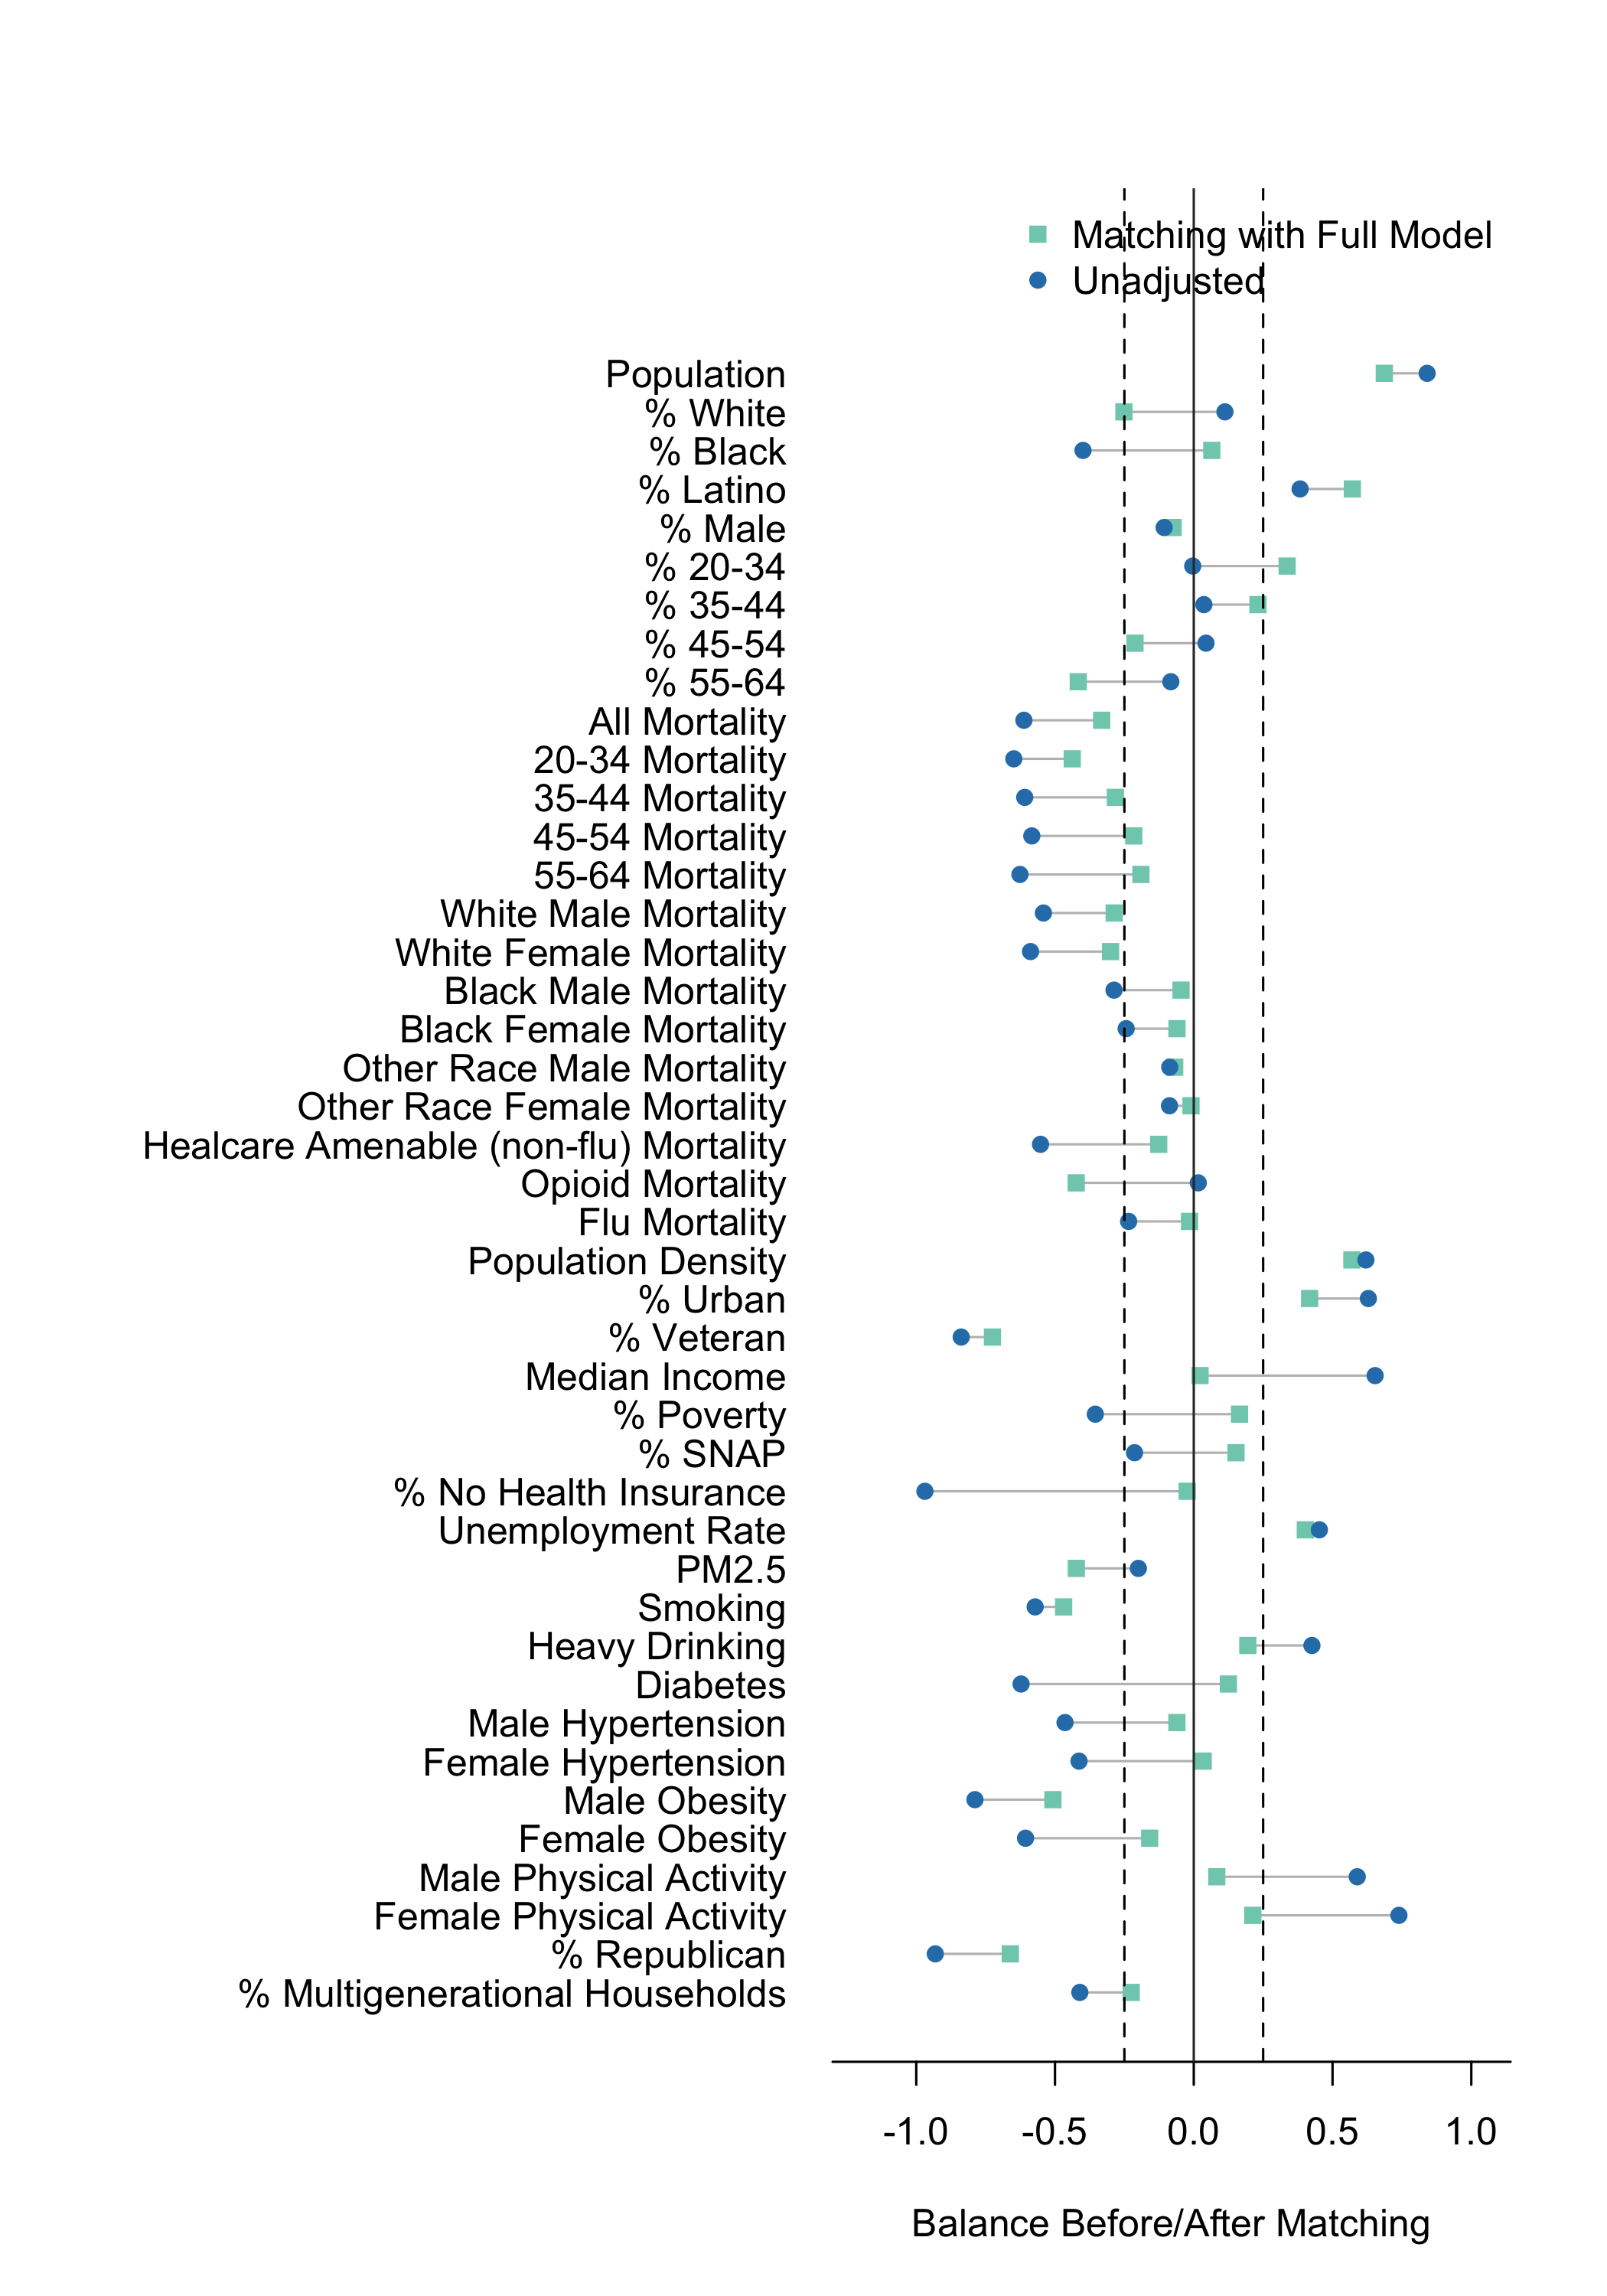 Matching with Full Model
Unadjusted
Population
% White
% Black
% Latino
% Male
% 20-34
% 35-44
% 45-54
% 55-64
All Mortality
20-34 Mortality
35-44 Mortality
45-54 Mortality
55-64 Mortality
White Male Mortality
White Female Mortality
Black Male Mortality
Black Female Mortality
Other Race Male Mortality
Other Race Female Mortality
Healcare Amenable (non-flu) Mortality
Opioid Mortality
Flu Mortality
Population Density
% Urban
% Veteran
Median Income
% Poverty
% SNAP
% No Health Insurance
Unemployment Rate
PM2.5
Smoking
Heavy Drinking
Diabetes
Male Hypertension
Female Hypertension
Male Obesity
Female Obesity
Male Physical Activity
Female Physical Activity
% Republican
% Multigenerational Households
-1.0 -0.5 0.0 0.5 1.0
Balance Before/After Matching